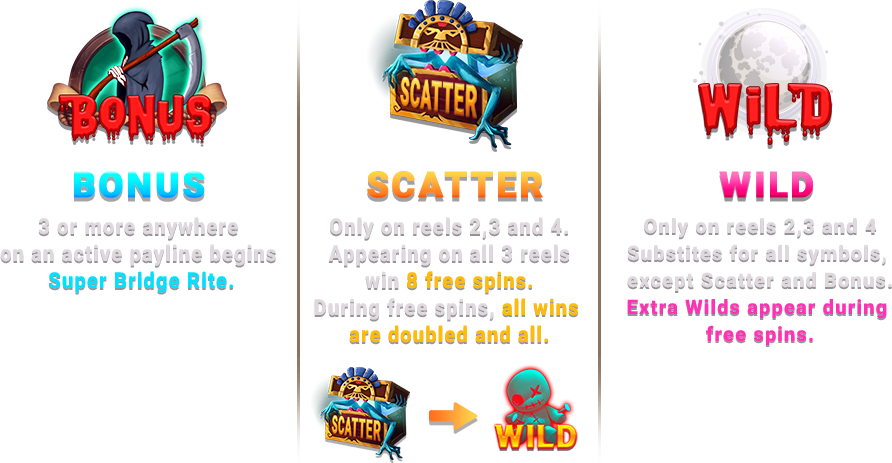 BONUS
BONUS
3 or more anywhere
on an active payline begins
Super Bridge Rite.
SCATTER
SCATTER
Only on reels 2,3 and 4.
Appearing on all 3 reels
win 8 free spins.
During free spins, all wins
are doubled and all.
SCATTER
WILD
WiLD
WILD
Only on reels 2,3 and 4
Substites for all symbols,
except Scatter and Bonus.
Extra Wilds appear during
free spins.